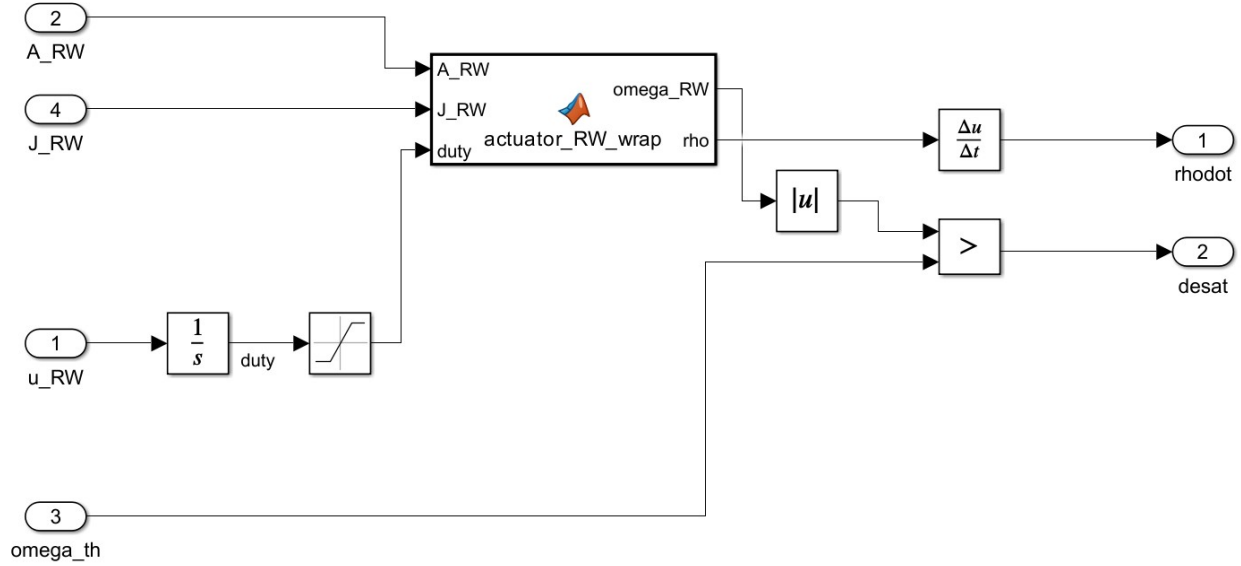 2
A_RW
4
J_RW
A_RW
J_RW
duty
omega_RW
rho
actuator_RW_wrap
Δu
Δt
1
rhodot
|u|
>
2
desat
1
u_RW
1
s
duty
3
omega_th